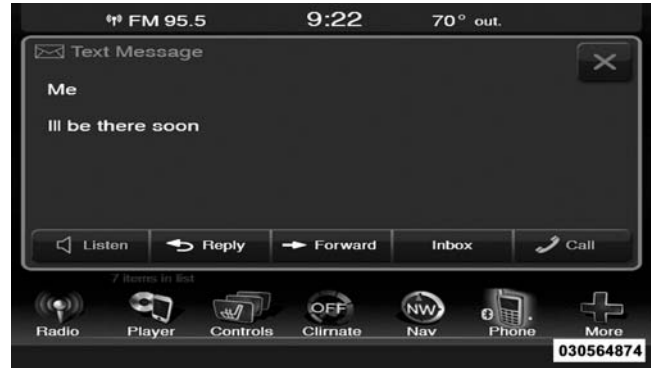 FM 95.5 9:22 70° out.
Text Message
Me
Ill be there soon
Listen Reply Forward Inbox Call
7 items in list
OFF NW
Radio Player Controls Climate Nav Phone More
030564874